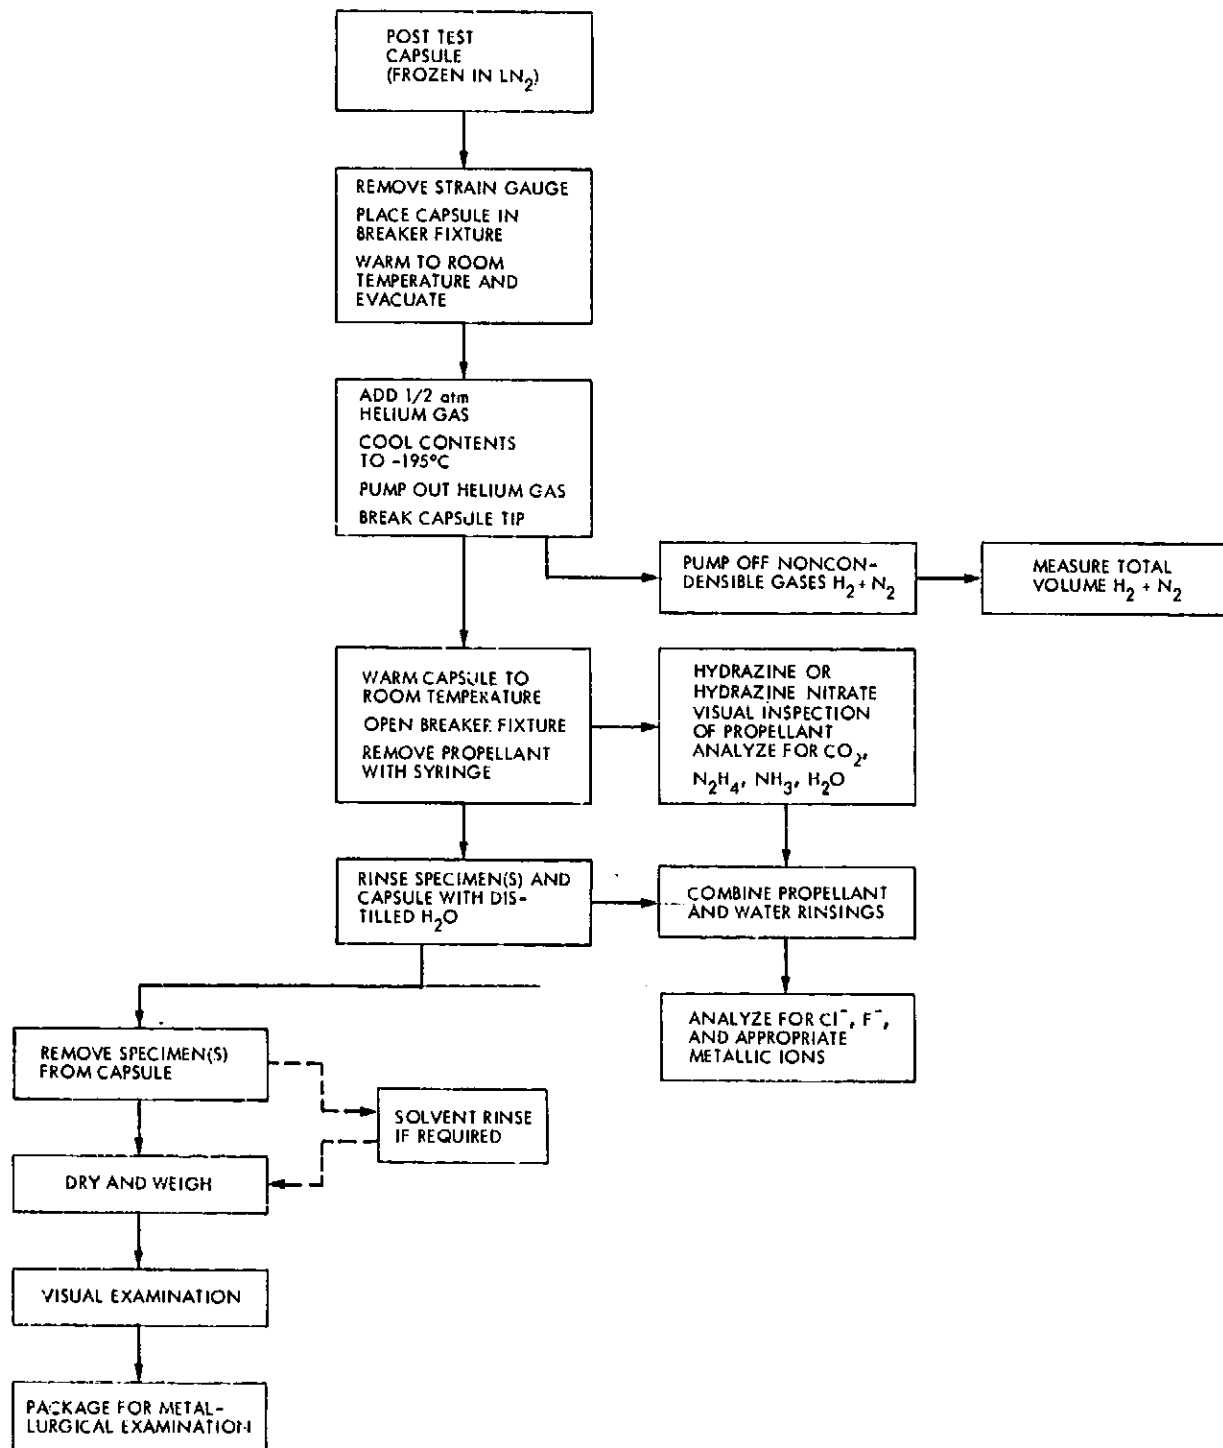 POST TEST
CAPSULE
(FROZEN IN LN2)
REMOVE STRAIN GAUGE
PLACE CAPSULE IN
BREAKER FIXTURE
WARM TO ROOM
TEMPERATURE AND
EVACUATE
ADD 1/2 atm
HELIUM GAS
COOL CONTENTS
TO -195°C
PUMP OUT HELIUM GAS
BREAK CAPSULE TIP
PUMP OFF NONCON-
DENSIBLE GASES H2 + N2
MEASURE TOTAL
VOLUME H2 + N2
WARM CAPSULE TO
ROOM TEMPERATURE
OPEN BREAKER FIXTURE
REMOVE PROPELLANT
WITH SYRINGE
HYDRAZINE OR
HYDRAZINE NITRATE
VISUAL INSPECTION
OF PROPELLANT
ANALYZE FOR CO2,
N2H4, NH3, H2O
RINSE SPECIMEN(S) AND
CAPSULE WITH DIS-
TILLED H2O
COMBINE PROPELLANT
AND WATER RINSINGS
ANALYZE FOR Cl-, F-,
AND APPROPRIATE
METALLIC IONS
REMOVE SPECIMEN(S)
FROM CAPSULE
SOLVENT RINSE
IF REQUIRED
DRY AND WEIGH
VISUAL EXAMINATION
PACKAGE FOR METAL-
LURGICAL EXAMINATION